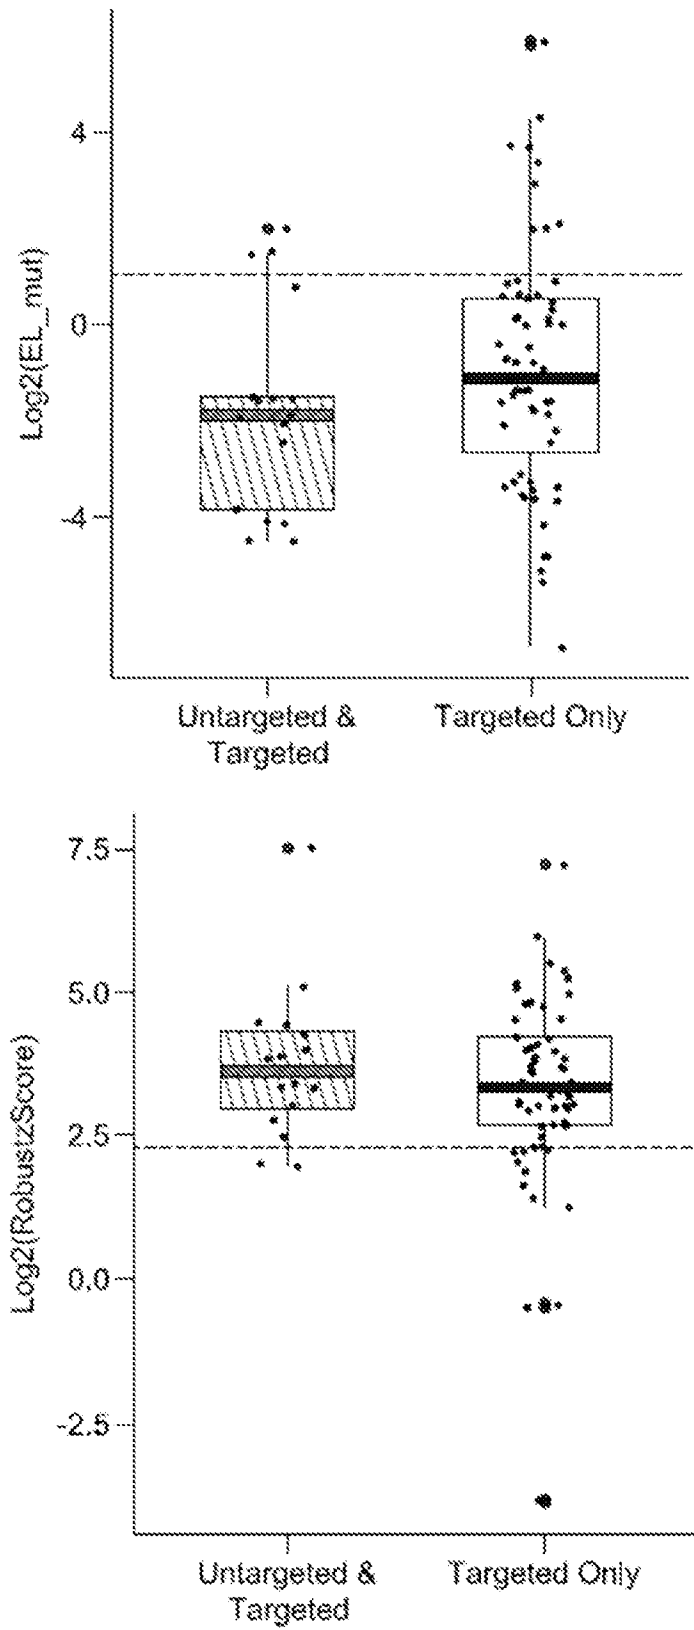 Log2(EL_mut)
4
0
-4
Untargeted &
Targeted
Targeted Only
Log2(RobustzScore)
7.5
5.0
2.5
0.0
-2.5
Untargeted &
Targeted
Targeted Only